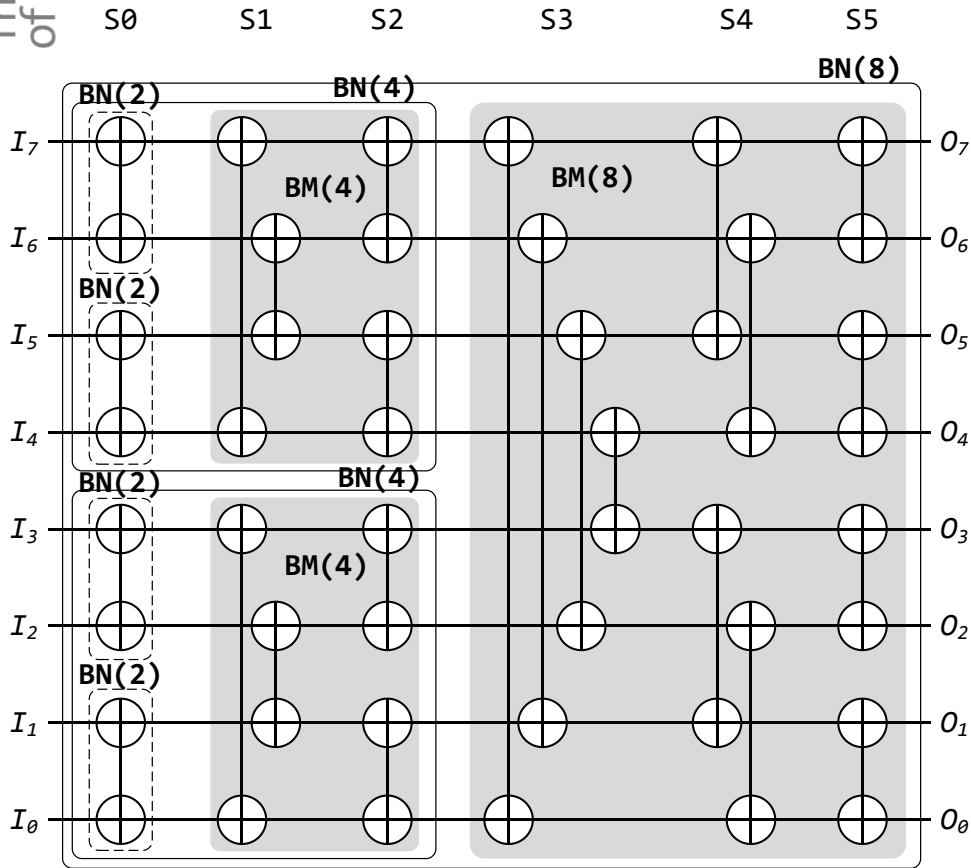 of
S0 S1 S2 S3 S4 S5
BN(8)
BN(2) BN(4)
I7 O7
BM(4) BM(8)
I6 O6
BN(2)
I5 O5
I4 O4
BN(2) BN(4)
I3 O3
BM(4)
I2 O2
BN(2)
I1 O1
I0 O0